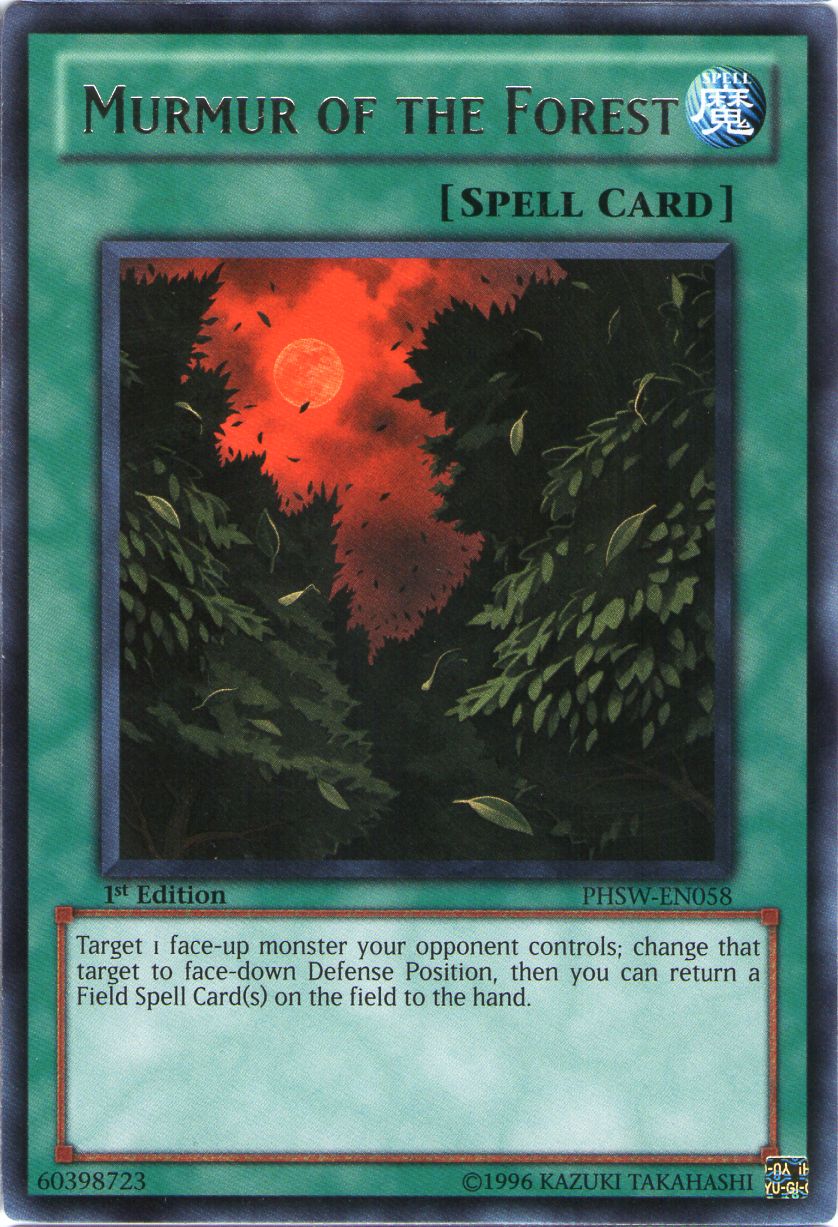 MURMUR OF THE FOREST
SPELL
魔
[SPELL CARD]
1st Edition
PHSW-EN058
Target 1 face-up monster your opponent controls; change that
target to face-down Defense Position, then you can return a
Field Spell Card(s) on the field to the hand.
60398723
©1996 KAZUKI TAKAHASHI
YU-GI-